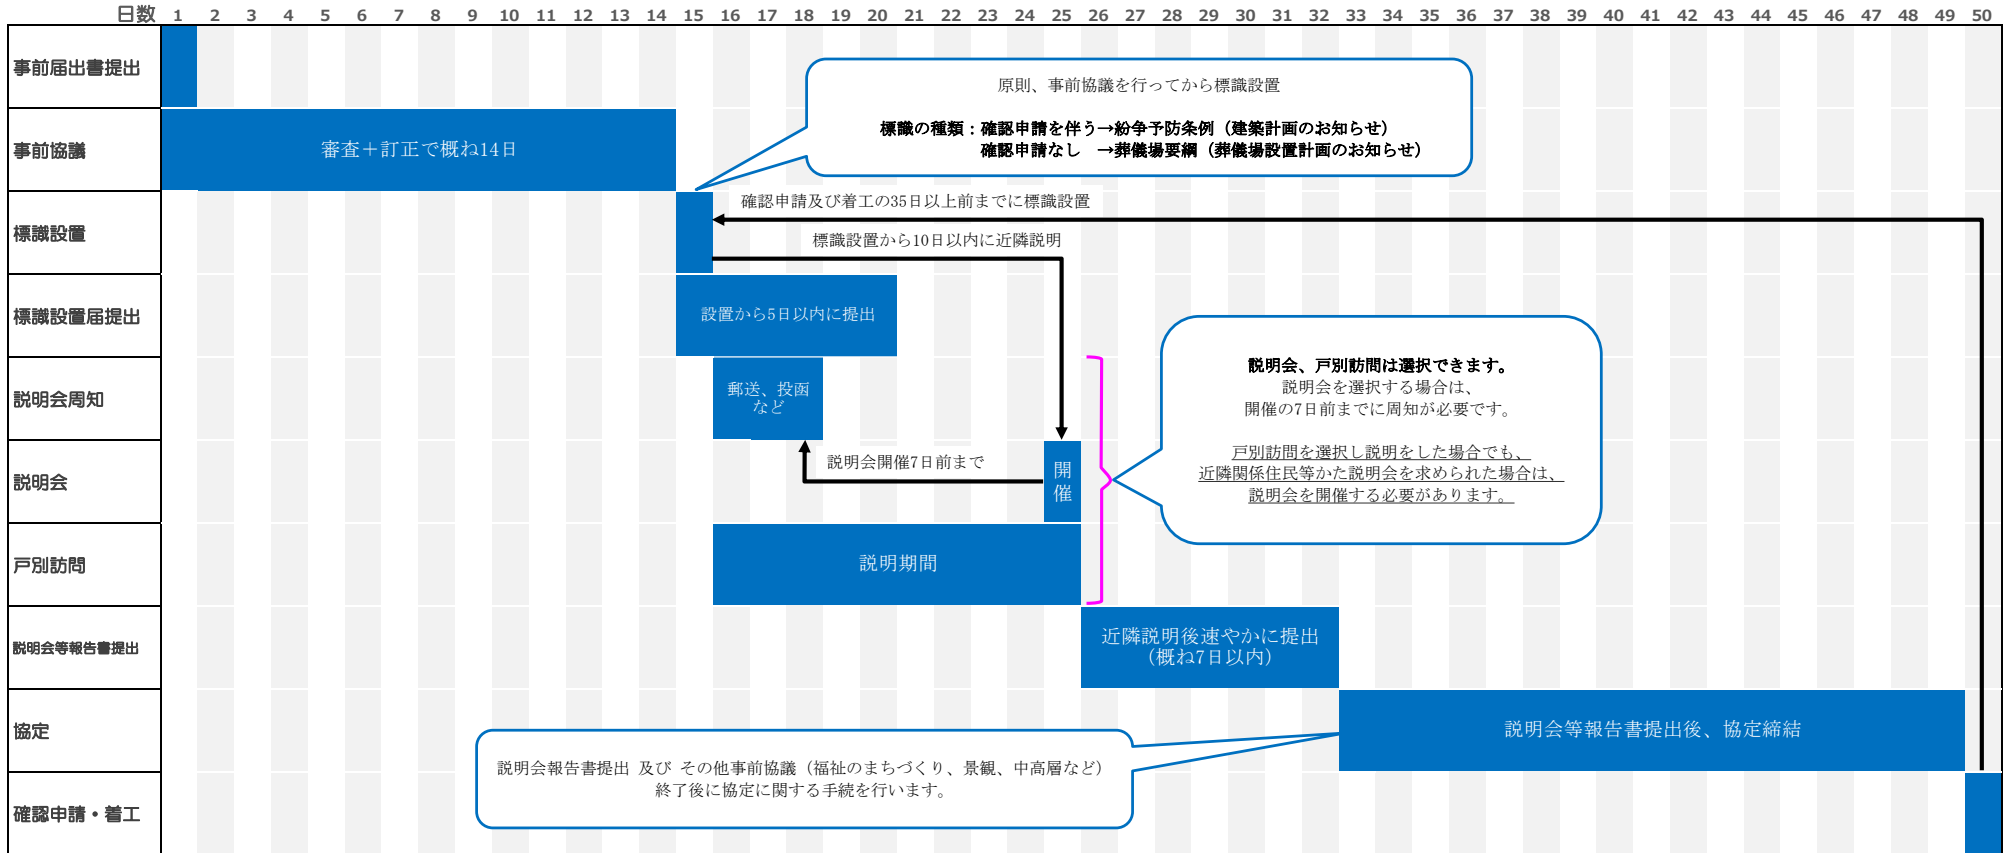 日数 1 2 3 4 5 6 7 8 9 10 11 12 13 14 15 16 17 18 19 20 21 22 23 24 25 26 27 28 29 30 31 32 33 34 35 36 37 38 39 40 41 42 43 44 45 46 47 48 49 50
事前届出書提出
原則、事前協議を行ってから標識設置
標識の種類：確認申請を伴う→紛争予防条例（建築計画のお知らせ）
確認申請なし　→葬儀場要綱（葬儀場設置計画のお知らせ）
事前協議
審査＋訂正で概ね14日
標識設置
確認申請及び着工の35日以上前までに標識設置
標識設置から10日以内に近隣説明
標識設置届提出
設置から5日以内に提出
説明会周知
郵送、投函
など
説明会、戸別訪問は選択できます。
説明会を選択する場合は、
開催の7日前までに周知が必要です。
戸別訪問を選択し説明をした場合でも、
近隣関係住民等かた説明会を求められた場合は、
説明会を開催する必要があります。
説明会
説明会開催7日前まで
開
催
戸別訪問
説明期間
説明会等報告書提出
近隣説明後速やかに提出
（概ね7日以内）
協定
説明会等報告書提出後、協定締結
説明会報告書提出 及び その他事前協議（福祉のまちづくり、景観、中高層など）
終了後に協定に関する手続を行います。
確認申請・着工